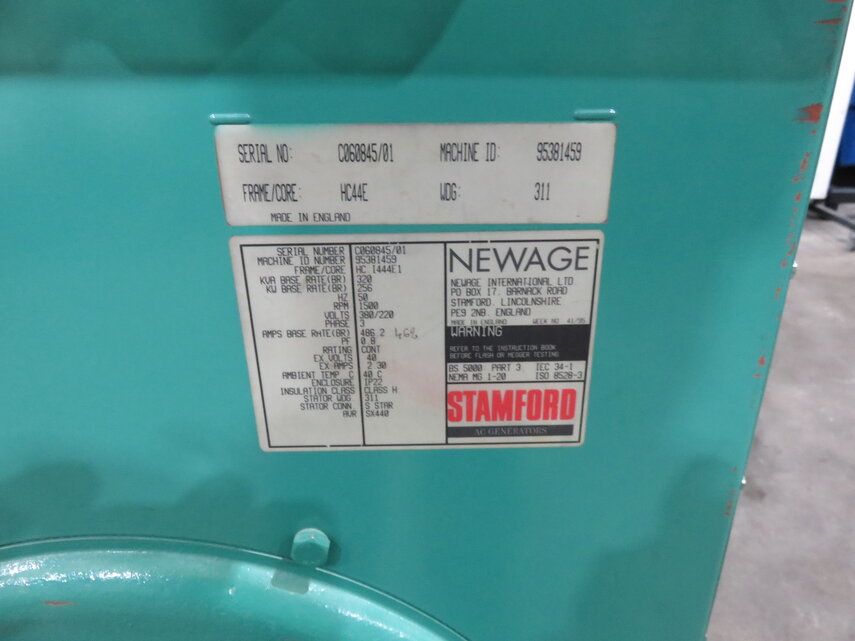 SERIAL NO: C060845/01 MACHINE ID: 95381459
FRAME/CORE: HC44E WDG: 311
MADE IN ENGLAND
SERIAL NUMBER C060845/01
MACHINE ID NUMBER 95381459
FRAME/CORE HC I444E1
KVA BASE RATE(BR) 320
KW BASE RATE(BR) 256
HZ 50
RPM 1500
VOLTS 380/220
PHASE 3
AMPS BASE RATE(BR) 486.2
PF 0.8
RATING CONT
EX VOLTS 40
EX AMPS 2.30
AMBIENT TEMP C 40 C
ENCLOSURE IP22
INSULATION CLASS CLASS H
STATOR WDG 311
STATOR CONN. S STAR
AVR SX440
NEWAGE
NEWAGE INTERNATIONAL LTD
PO BOX 17. BARNACK ROAD
STAMFORD. LINCOLNSHIRE
PE9 2NB. ENGLAND
MADE IN ENGLAND WEEK NO 41/95
WARNING
REFER TO THE INSTRUCTION BOOK
BEFORE FLASH OR MEGGER TESTING
BS 5000 PART 3 IEC 34-1
NEMA MG 1-20 ISO 8528-3
STAMFORD
AC GENERATORS